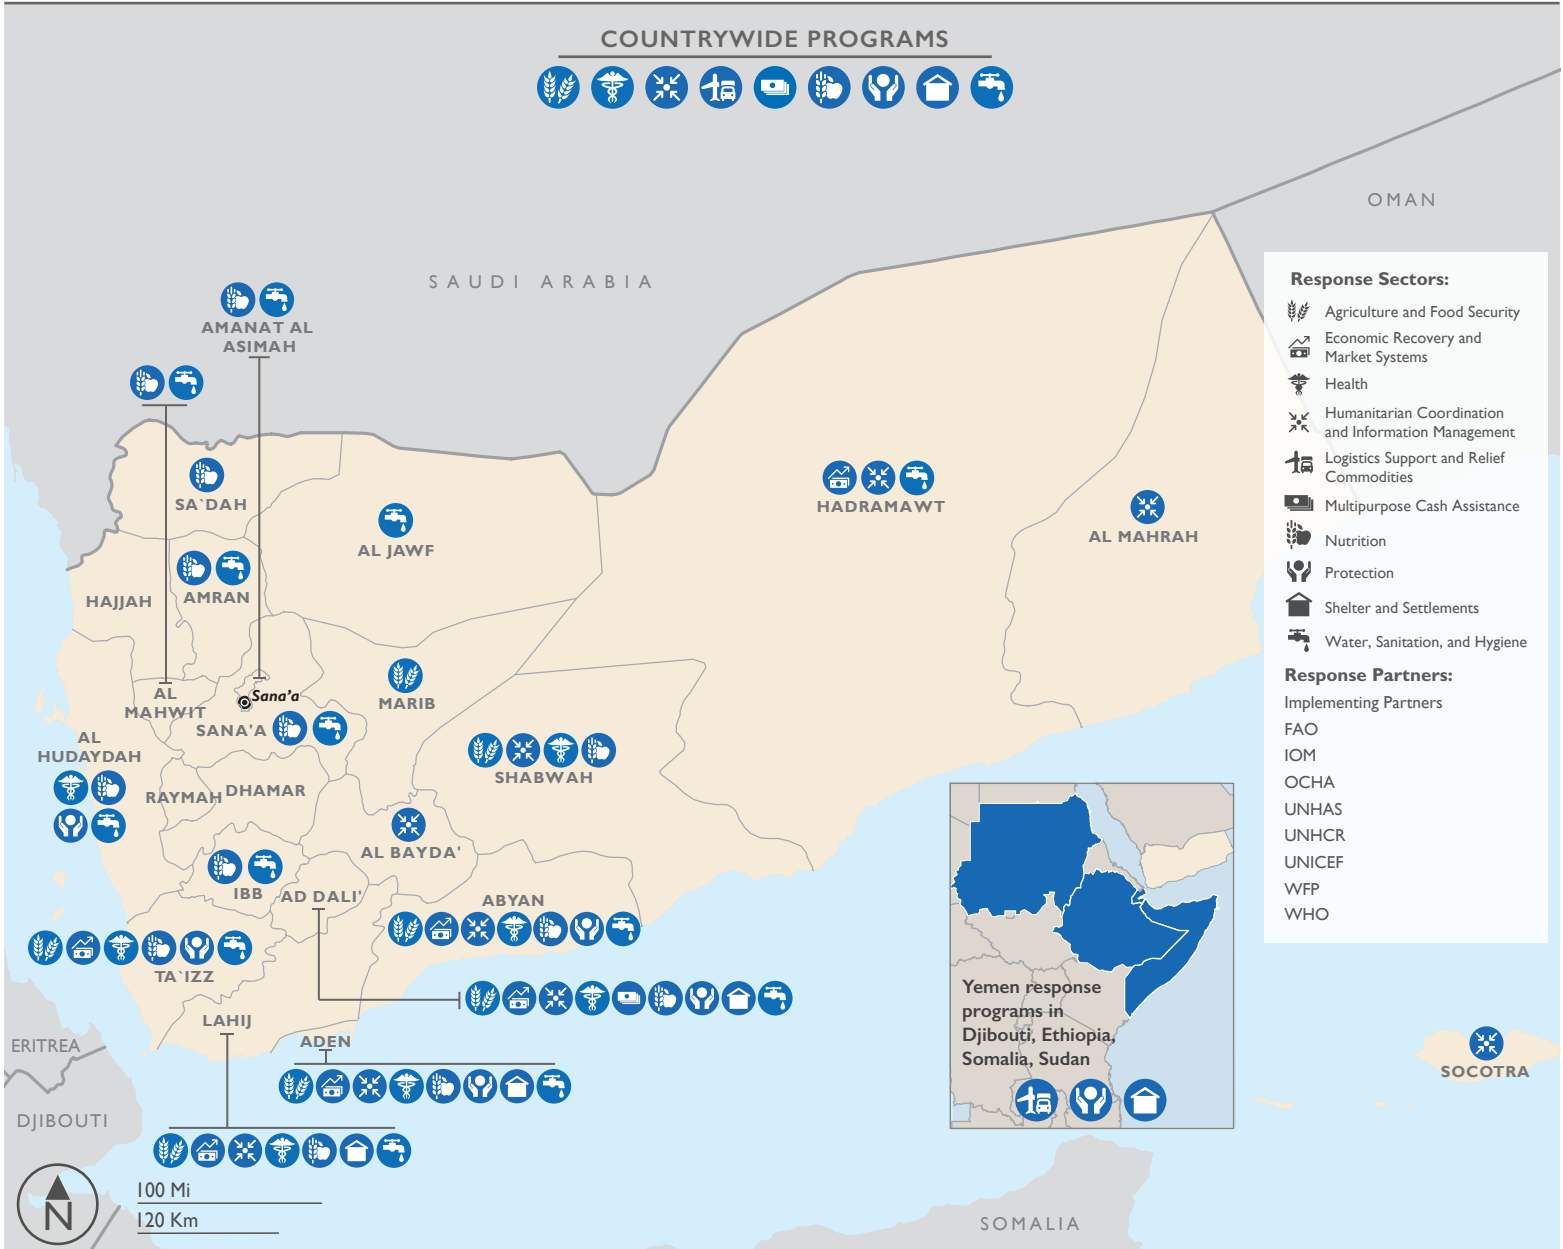 COUNTRYWIDE PROGRAMS
OMAN
SAUDI ARABIA
AMANAT AL
ASIMAH
SA`DAH
AL JAWF
HADRAMAWT
AL MAHRAH
HAJJAH
AMRAN
AL
MAHWIT
Sana'a
SANA'A
MARIB
AL
HUDAYDAH
SHABWAH
RAYMAH
DHAMAR
AL BAYDA'
IBB
AD DALI'
ABYAN
TA`IZZ
LAHIJ
ADEN
ERITREA
DJIBOUTI
SOMALIA
SOCOTRA
N
100 Mi
120 Km
Yemen response
programs in
Djibouti, Ethiopia,
Somalia, Sudan
Response Sectors:
Agriculture and Food Security
Economic Recovery and
Market Systems
Health
Humanitarian Coordination
and Information Management
Logistics Support and Relief
Commodities
Multipurpose Cash Assistance
Nutrition
Protection
Shelter and Settlements
Water, Sanitation, and Hygiene
Response Partners:
Implementing Partners
FAO
IOM
OCHA
UNHAS
UNHCR
UNICEF
WFP
WHO